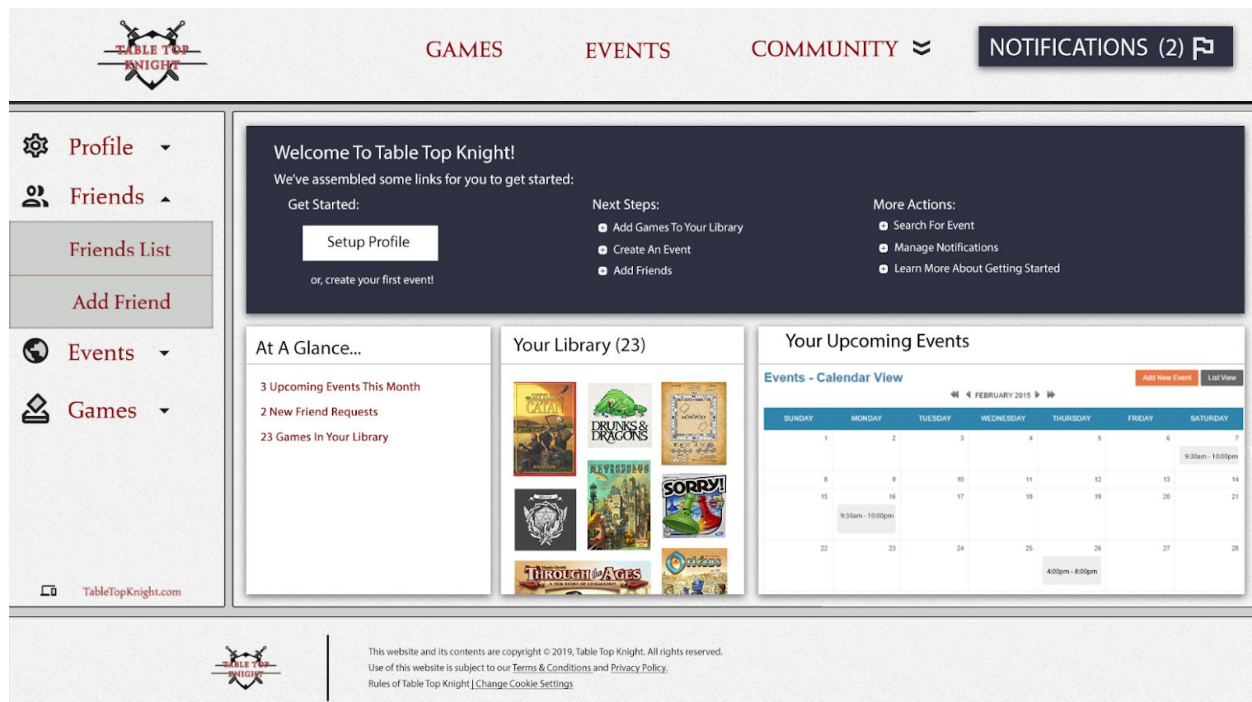 TABLE TOP
KNIGHT
GAMES
EVENTS
COMMUNITY
NOTIFICATIONS (2)
Profile
Friends
Friends List
Add Friend
Events
Games
TableTopKnight.com
Welcome To Table Top Knight!
We've assembled some links for you to get started:
Get Started:
Setup Profile
or, create your first event!
Next Steps:
Add Games To Your Library
Create An Event
Add Friends
More Actions:
Search For Event
Manage Notifications
Learn More About Getting Started
At A Glance...
3 Upcoming Events This Month
2 New Friend Requests
23 Games In Your Library
Your Library (23)
CATAN
DRUNKS &
DRAGONS
MONOPOLY
METROPOLYS
SORRY!
THROUGH the AGES
A NEW STORY OF CIVILIZATION
Orléans
Your Upcoming Events
Events - Calendar View
Add New Event
List View
FEBRUARY 2015
SUNDAY MONDAY TUESDAY WEDNESDAY THURSDAY FRIDAY SATURDAY
1 2 3 4 5 6 7
9:30am - 10:00pm
8 9 10 11 12 13 14
15 16 17 18 19 20 21
9:30am - 10:00pm
22 23 24 25 26 27 28
4:00pm - 8:00pm
TABLE TOP
KNIGHT
This website and its contents are copyright © 2019, Table Top Knight. All rights reserved.
Use of this website is subject to our Terms & Conditions and Privacy Policy.
Rules of Table Top Knight | Change Cookie Settings